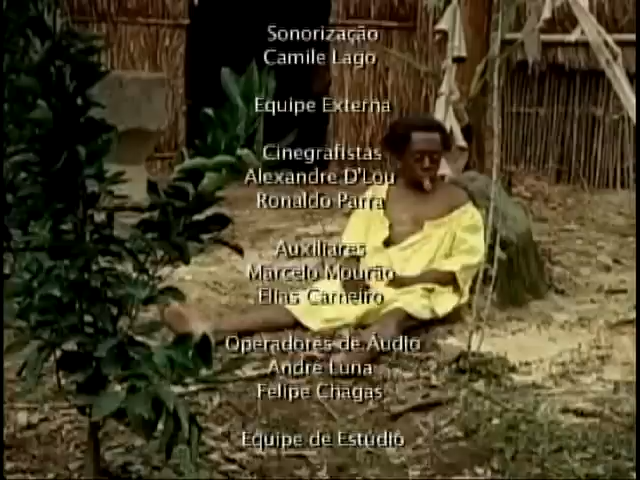 Sonorização
Camile Lago
Equipe Externa
Cinegrafistas
Alexandre D'Lou
Ronaldo Parra
Auxiliares
Marcelo Mourão
Elias Carneiro
Operadores de Áudio
André Luna
Felipe Chagas
Equipe de Estúdio